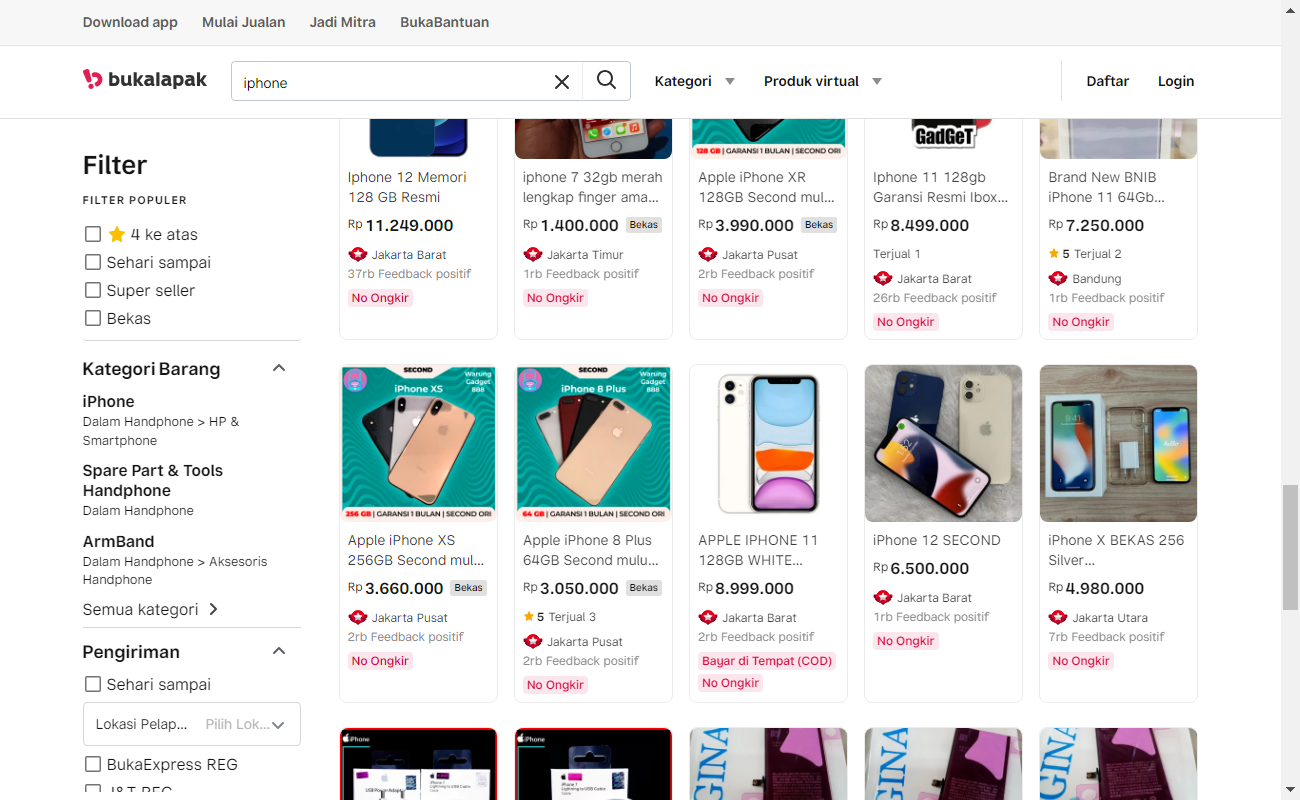 Download app
Mulai Jualan
Jadi Mitra
BukaBantuan
bukalapak
iphone
Kategori
Produk virtual
Daftar
Login
Filter
FILTER POPULER
4 ke atas
Sehari sampai
Super seller
Bekas
Kategori Barang
iPhone
Dalam Handphone > HP &
Smartphone
Spare Part & Tools
Handphone
Dalam Handphone
ArmBand
Dalam Handphone > Aksesoris
Handphone
Semua kategori
Pengiriman
Sehari sampai
Lokasi Pelap...
Pilih Lok...
BukaExpress REG
J&T REG
Iphone 12 Memori
128 GB Resmi
Rp 11.249.000
Jakarta Barat
37rb Feedback positif
No Ongkir
iphone 7 32gb merah
lengkap finger ama...
Rp 1.400.000 Bekas
Jakarta Timur
1rb Feedback positif
No Ongkir
128 GB | GARANSI 1 BULAN | SECOND ORI
Apple iPhone XR
128GB Second mul...
Rp 3.990.000 Bekas
Jakarta Pusat
2rb Feedback positif
No Ongkir
GadGeT
Iphone 11 128gb
Garansi Resmi Ibox...
Rp 8.499.000
Terjual 1
Jakarta Barat
26rb Feedback positif
No Ongkir
Brand New BNIB
iPhone 11 64Gb...
Rp 7.250.000
5 Terjual 2
Bandung
1rb Feedback positif
No Ongkir
SECOND
Warung
Gadget
888
iPhone XS
256 GB | GARANSI 1 BULAN | SECOND ORI
Apple iPhone XS
256GB Second mul...
Rp 3.660.000 Bekas
Jakarta Pusat
2rb Feedback positif
No Ongkir
SECOND
Warung
Gadget
888
iPhone 8 Plus
64 GB | GARANSI 1 BULAN | SECOND ORI
Apple iPhone 8 Plus
64GB Second mulu...
Rp 3.050.000 Bekas
5 Terjual 3
Jakarta Pusat
2rb Feedback positif
No Ongkir
APPLE IPHONE 11
128GB WHITE...
Rp 8.999.000
Jakarta Barat
2rb Feedback positif
Bayar di Tempat (COD)
No Ongkir
iPhone 12 SECOND
Rp 6.500.000
Jakarta Barat
1rb Feedback positif
No Ongkir
9:41
iPhone X BEKAS 256
Silver...
Rp 4.980.000
Jakarta Utara
7rb Feedback positif
No Ongkir
iPhone
USB Power Adapter
iPhone
Lightning to USB Cable
GINA
GINA
GINA